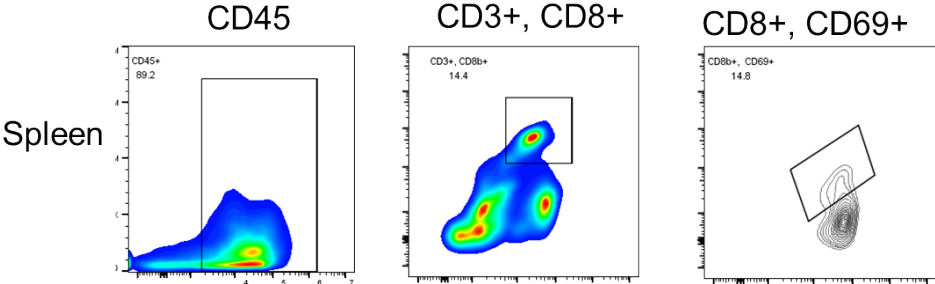 CD45
CD3+, CD8+
CD8+, CD69+
CD45+
89.2
CD3+, CD8b+
14.4
CD8b+, CD69+
14.8
Spleen
4
5
6
7